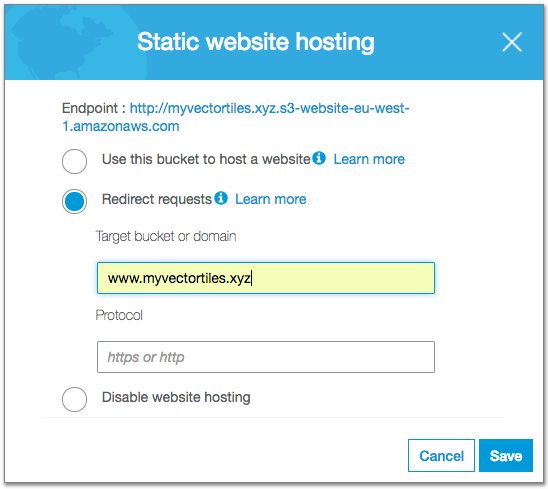 Static website hosting
Endpoint : http://myvectortiles.xyz.s3-website-eu-west-
1.amazonaws.com
Use this bucket to host a website Learn more
Redirect requests Learn more
Target bucket or domain
www.myvectortiles.xyz
Protocol
https or http
Disable website hosting
Cancel Save